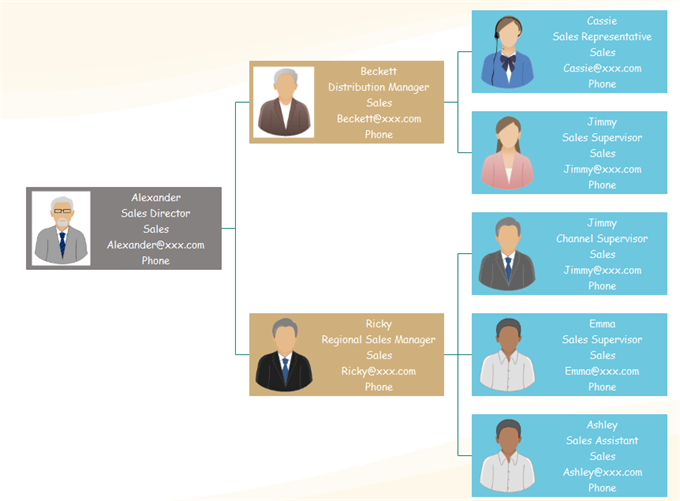 Cassie
Sales Representative
Sales
Cassie@xxx.com
Phone
Beckett
Distribution Manager
Sales
Beckett@xxx.com
Phone
Jimmy
Sales Supervisor
Sales
Jimmy@xxx.com
Phone
Alexander
Sales Director
Sales
Alexander@xxx.com
Phone
Jimmy
Channel Supervisor
Sales
Jimmy@xxx.com
Phone
Ricky
Regional Sales Manager
Sales
Ricky@xxx.com
Phone
Emma
Sales Supervisor
Sales
Emma@xxx.com
Phone
Ashley
Sales Assistant
Sales
Ashley@xxx.com
Phone